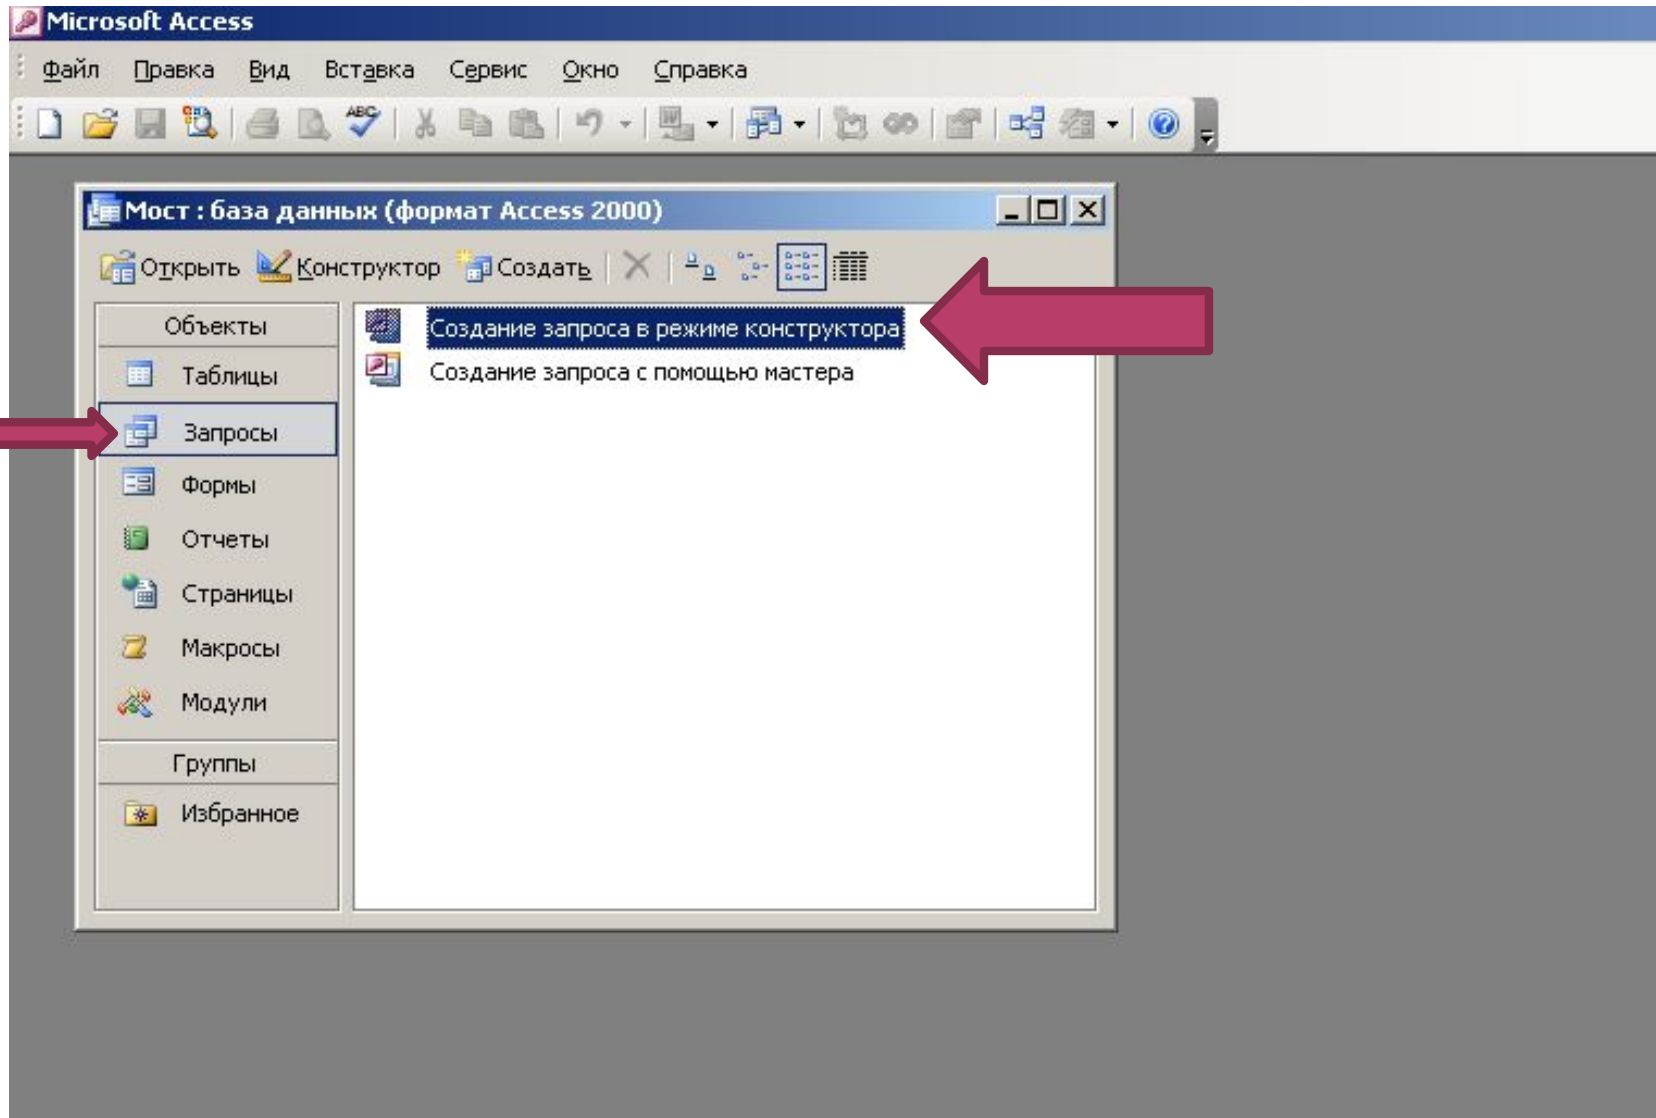 Microsoft Access
Файл Правка Вид Вставка Сервис Окно Справка
ABC
Мост : база данных (формат Access 2000)
Открыть Конструктор Создать
Объекты
Таблицы
Запросы
Формы
Отчеты
Страницы
Макросы
Модули
Группы
Избранное
Создание запроса в режиме конструктора
Создание запроса с помощью мастера